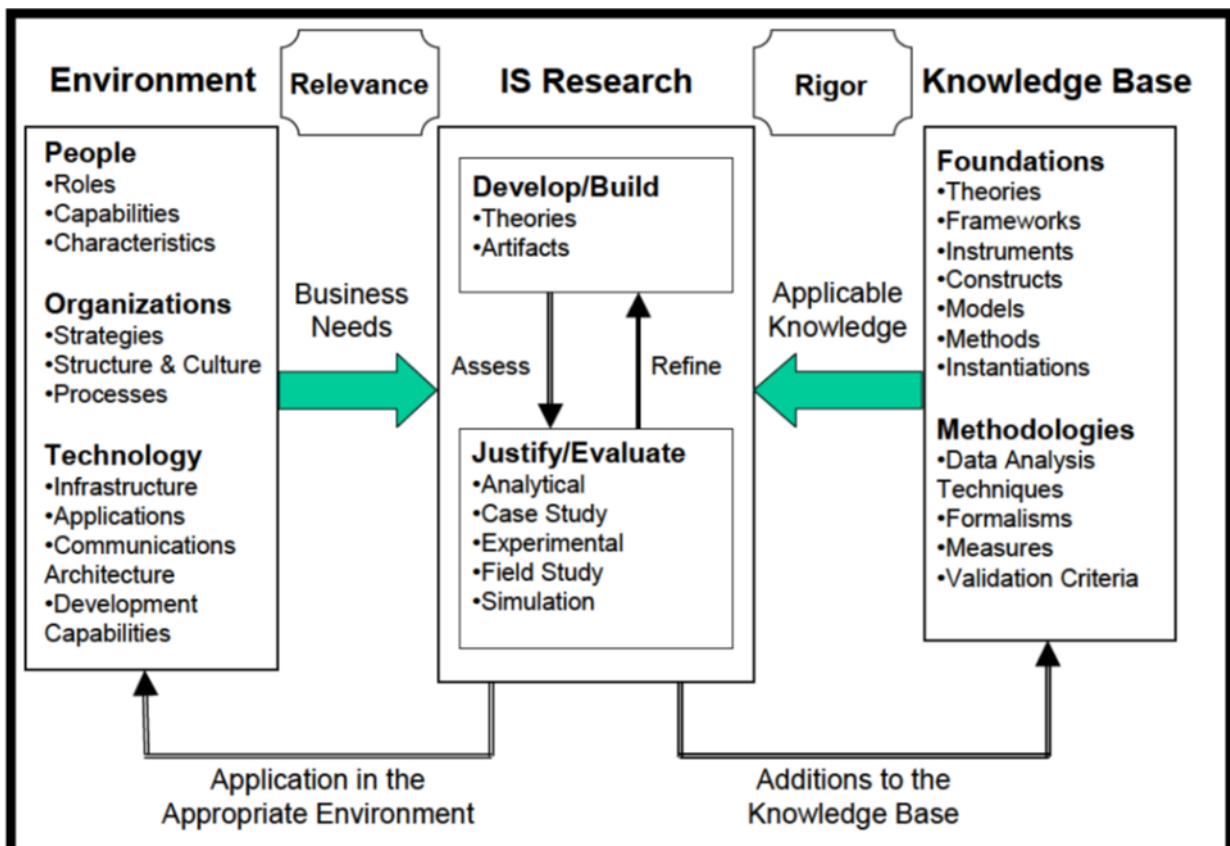 Environment
Relevance
IS Research
Rigor
Knowledge Base
People
•Roles
•Capabilities
•Characteristics
Organizations
•Strategies
•Structure & Culture
•Processes
Technology
•Infrastructure
•Applications
•Communications
Architecture
•Development
Capabilities
Business
Needs
Develop/Build
•Theories
•Artifacts
Assess
Refine
Justify/Evaluate
•Analytical
•Case Study
•Experimental
•Field Study
•Simulation
Applicable
Knowledge
Foundations
•Theories
•Frameworks
•Instruments
•Constructs
•Models
•Methods
•Instantiations
Methodologies
•Data Analysis
Techniques
•Formalisms
•Measures
•Validation Criteria
Application in the
Appropriate Environment
Additions to the
Knowledge Base